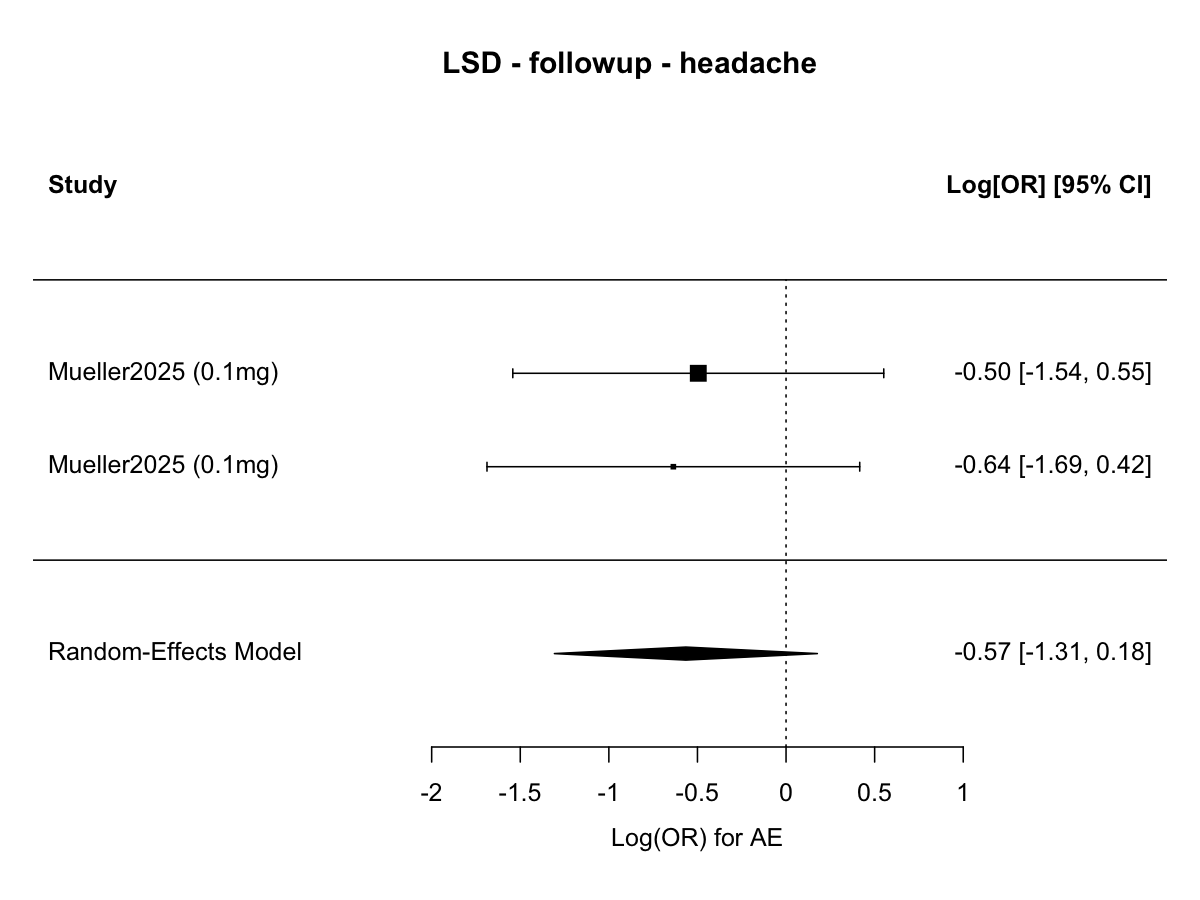 LSD - followup - headache
Study Log[OR] [95% CI]
Mueller2025 (0.1mg) -0.50 [-1.54, 0.55]
Mueller2025 (0.1mg) -0.64 [-1.69, 0.42]
Random-Effects Model -0.57 [-1.31, 0.18]
-2 -1.5 -1 -0.5 0 0.5 1
Log(OR) for AE